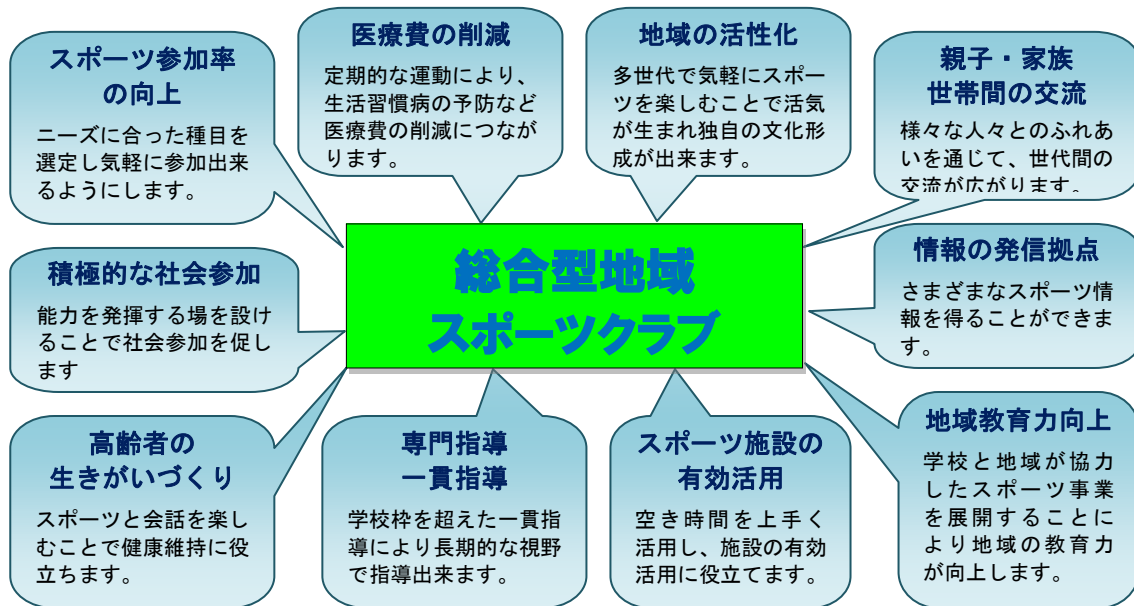 スポーツ参加率
の向上
ニーズに合った種目を
選定し気軽に参加出来
るようにします。
医療費の削減
定期的な運動により、
生活習慣病の予防など
医療費の削減につなが
ります。
地域の活性化
多世代で気軽にスポー
ツを楽しむことで活気
が生まれ独自の文化形
成が出来ます。
親子・家族
世帯間の交流
様々な人々とのふれあ
いを通じて、世代間の
交流が広がります。
積極的な社会参加
能力を発揮する場を設け
ることで社会参加を促し
ます
総合型地域
スポーツクラブ
情報の発信拠点
さまざまなスポーツ情
報を得ることができま
す。
高齢者の
生きがいづくり
スポーツと会話を楽し
むことで健康維持に役
立ちます。
専門指導
一貫指導
学校枠を超えた一貫指
導により長期的な視野
で指導出来ます。
スポーツ施設の
有効活用
空き時間を上手く
活用し、施設の有効
活用に役立てます。
地域教育力向上
学校と地域が協力
したスポーツ事業
を展開することに
より地域の教育力
が向上します。